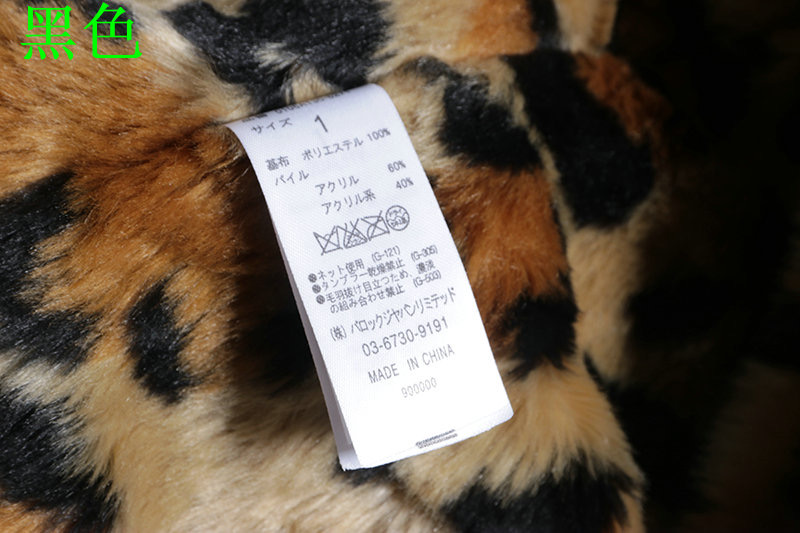 黑色
サイズ 1
基布 ポリエステル 100%
パイル
アクリル 60%
アクリル系 40%
ネット使用 (G-121)
タンブラー乾燥禁止 (G-305)
毛羽抜け目立つため、濃淡
の組み合わせ禁止 (G-503)
(株) バロックジャパンリミテッド
03-6730-9191
MADE IN CHINA
900000